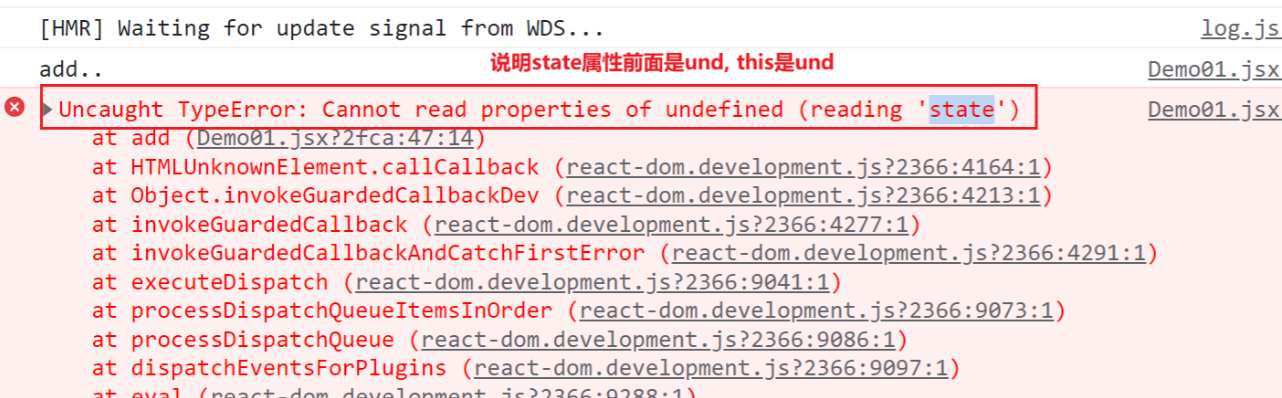 [HMR] Waiting for update signal from WDS...
log.js
说明state属性前面是und, this是und
add..
Demo01.jsx
Uncaught TypeError: Cannot read properties of undefined (reading 'state')
Demo01.jsx
at add (Demo01.jsx?2fca:47:14)
at HTMLUnknownElement.callCallback (react-dom.development.js?2366:4164:1)
at Object.invokeGuardedCallbackDev (react-dom.development.js?2366:4213:1)
at invokeGuardedCallback (react-dom.development.js?2366:4277:1)
at invokeGuardedCallbackAndCatchFirstError (react-dom.development.js?2366:4291:1)
at executeDispatch (react-dom.development.js?2366:9041:1)
at processDispatchQueueItemsInOrder (react-dom.development.js?2366:9073:1)
at processDispatchQueue (react-dom.development.js?2366:9086:1)
at dispatchEventsForPlugins (react-dom.development.js?2366:9097:1)
at eval (react-dom.development.js?2366:9288:1)